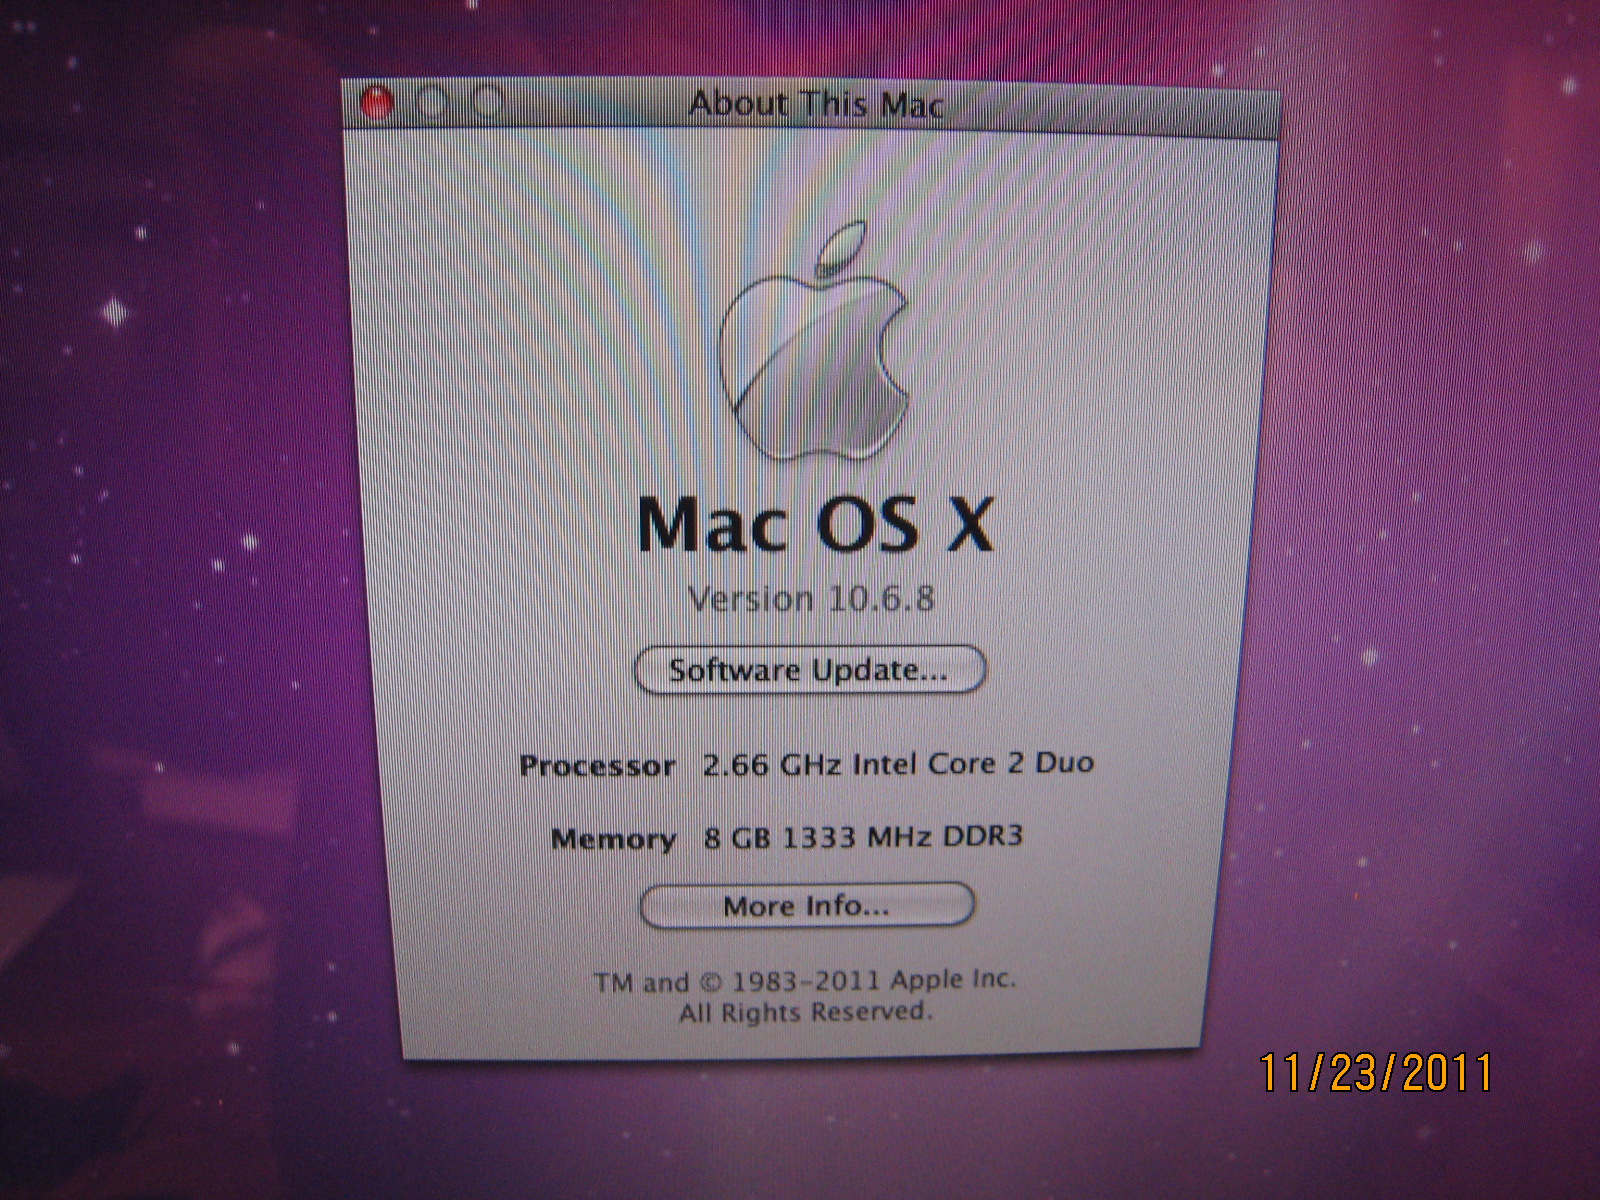 About This Mac
Mac OS X
Version 10.6.8
Software Update...
Processor 2.66 GHz Intel Core 2 Duo
Memory 8 GB 1333 MHz DDR3
More Info...
TM and © 1983-2011 Apple Inc.
All Rights Reserved.
11/23/2011